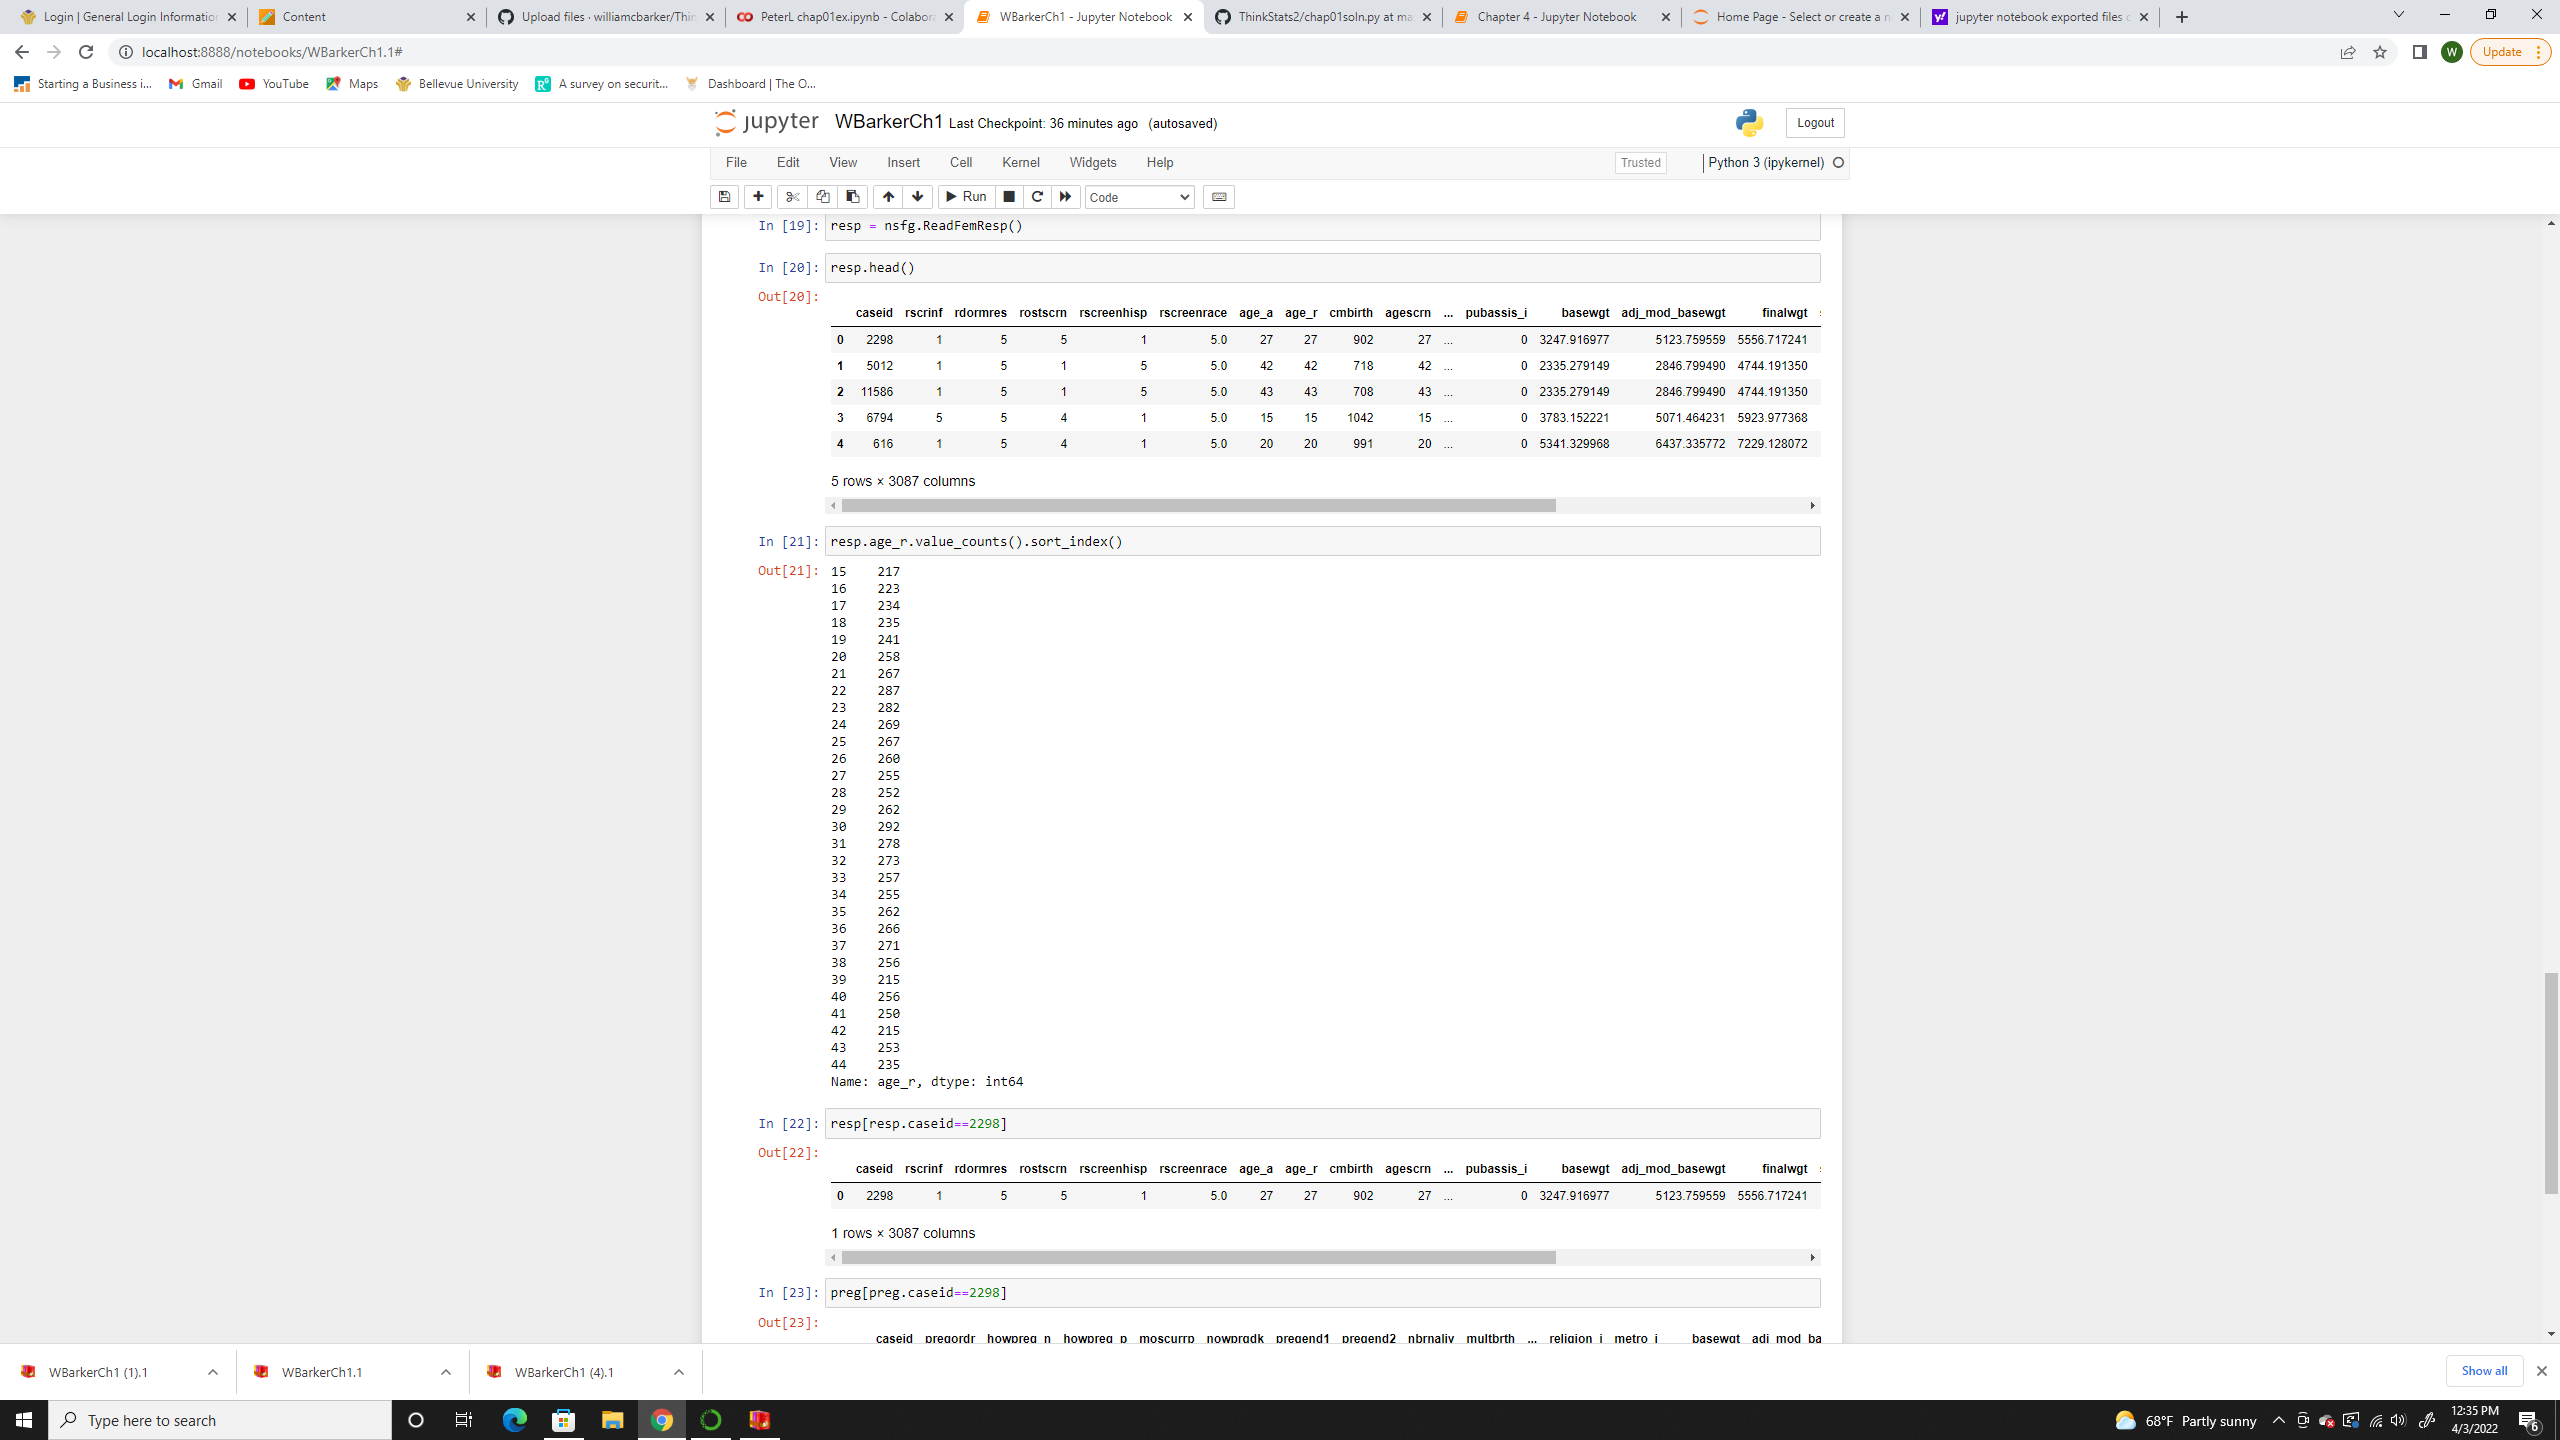 Login | General Login Information
Content
Upload files · williamcbarker/Thin
PeterL chap01ex.ipynb - Colabora
WBarkerCh1 - Jupyter Notebook
ThinkStats2/chap01soln.py at ma
Chapter 4 - Jupyter Notebook
Home Page - Select or create a n
jupyter notebook exported files c
localhost:8888/notebooks/WBarkerCh1.1#
W
Update
Starting a Business i...
Gmail
YouTube
Maps
Bellevue University
A survey on securit...
Dashboard | The O...
jupyter WBarkerCh1 Last Checkpoint: 36 minutes ago (autosaved)
Logout
File Edit View Insert Cell Kernel Widgets Help
Trusted
Python 3 (ipykernel)
Run
Code
In [19]: resp = nsfg.ReadFemResp()
In [20]: resp.head()
Out[20]:
caseid rscrinf rdormres rostscrn rscreenhisp rscreenrace age_a age_r cmbirth agescrn ... pubassis_i basewgt adj_mod_basewgt finalwgt
0 2298 1 5 5 1 5.0 27 27 902 27 ... 0 3247.916977 5123.759559 5556.717241
1 5012 1 5 1 5 5.0 42 42 718 42 ... 0 2335.279149 2846.799490 4744.191350
2 11586 1 5 1 5 5.0 43 43 708 43 ... 0 2335.279149 2846.799490 4744.191350
3 6794 5 5 4 1 5.0 15 15 1042 15 ... 0 3783.152221 5071.464231 5923.977368
4 616 1 5 4 1 5.0 20 20 991 20 ... 0 5341.329968 6437.335772 7229.128072
5 rows × 3087 columns
In [21]: resp.age_r.value_counts().sort_index()
Out[21]: 15 217
16 223
17 234
18 235
19 241
20 258
21 267
22 287
23 282
24 269
25 267
26 260
27 255
28 252
29 262
30 292
31 278
32 273
33 257
34 255
35 262
36 266
37 271
38 256
39 215
40 256
41 250
42 215
43 253
44 235
Name: age_r, dtype: int64
In [22]: resp[resp.caseid==2298]
Out[22]:
caseid rscrinf rdormres rostscrn rscreenhisp rscreenrace age_a age_r cmbirth agescrn ... pubassis_i basewgt adj_mod_basewgt finalwgt
0 2298 1 5 5 1 5.0 27 27 902 27 ... 0 3247.916977 5123.759559 5556.717241
1 rows × 3087 columns
In [23]: preg[preg.caseid==2298]
Out[23]:
caseid pregordr howpreg_n howpreg_p moscurrp nowprgdk pregend1 pregend2 nbrnaliv multbrth ... religion_i metro_i basewgt adj_mod_ba
WBarkerCh1 (1).1
WBarkerCh1.1
WBarkerCh1 (4).1
Show all
Type here to search
68°F Partly sunny
12:35 PM
4/3/2022
6